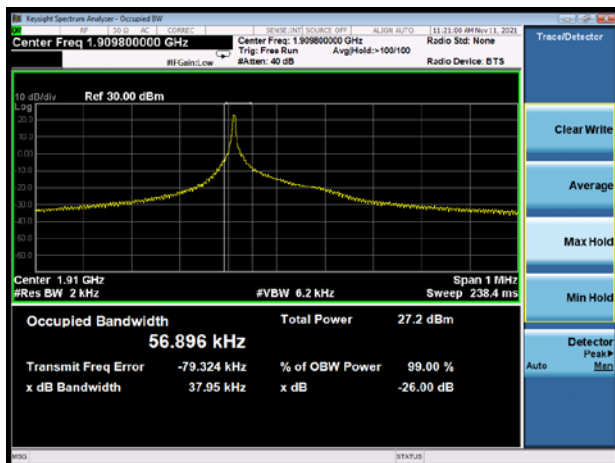 Keysight Spectrum Analyzer - Occupied BW
RF 50 Ω AC CORREC SENSE:INT SOURCE OFF ALIGN AUTO 11:21:00 AM Nov 11, 2021
Center Freq 1.909800000 GHz
Center Freq: 1.909800000 GHz
Radio Std: None
Trig: Free Run Avg|Hold:>100/100
#IFGain:Low
#Atten: 40 dB
Radio Device: BTS
10 dB/div Ref 30.00 dBm
Log
20.0
10.0
0.00
-10.0
-20.0
-30.0
-40.0
-50.0
-60.0
Center 1.91 GHz
Span 1 MHz
#Res BW 2 kHz
#VBW 6.2 kHz
Sweep 238.4 ms
Occupied Bandwidth
Total Power 27.2 dBm
56.896 kHz
Transmit Freq Error -79.324 kHz
% of OBW Power 99.00 %
x dB Bandwidth 37.95 kHz
x dB -26.00 dB
MSG
STATUS
Trace/Detector
Clear Write
Average
Max Hold
Min Hold
Detector
Peak▶
Auto Man